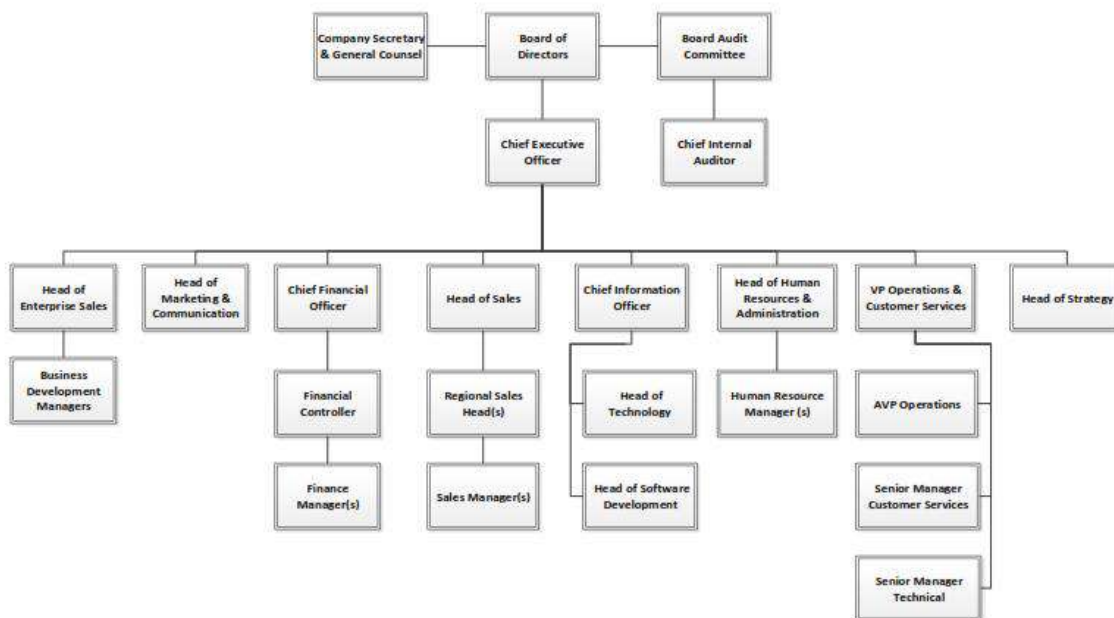 Company Secretary
& General Counsel
Board of
Directors
Board Audit
Committee
Chief Executive
Officer
Chief Internal
Auditor
Head of
Enterprise Sales
Head of
Marketing &
Communication
Chief Financial
Officer
Head of Sales
Chief Information
Officer
Head of Human
Resources &
Administration
VP Operations &
Customer Services
Head of Strategy
Business
Development
Managers
Financial
Controller
Regional Sales
Head(s)
Head of
Technology
Human Resource
Manager (s)
AVP Operations
Finance
Manager(s)
Sales Manager(s)
Head of Software
Development
Senior Manager
Customer Services
Senior Manager
Technical